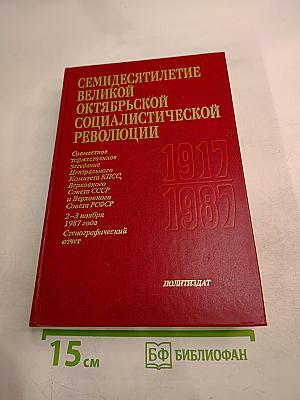 СЕМИДЕСЯТИЛЕТИЕ
ВЕЛИКОЙ
ОКТЯБРЬСКОЙ
СОЦИАЛИСТИЧЕСКОЙ
РЕВОЛЮЦИИ
Совместное
торжественное
заседание
Центрального
Комитета КПСС,
Верховного
Совета СССР
и Верховного
Совета РСФСР
2–3 ноября
1987 года
Стенографический
отчет
1917
1987
ПОЛИТИЗДАТ
15 см
БФ БИБЛИОФАН